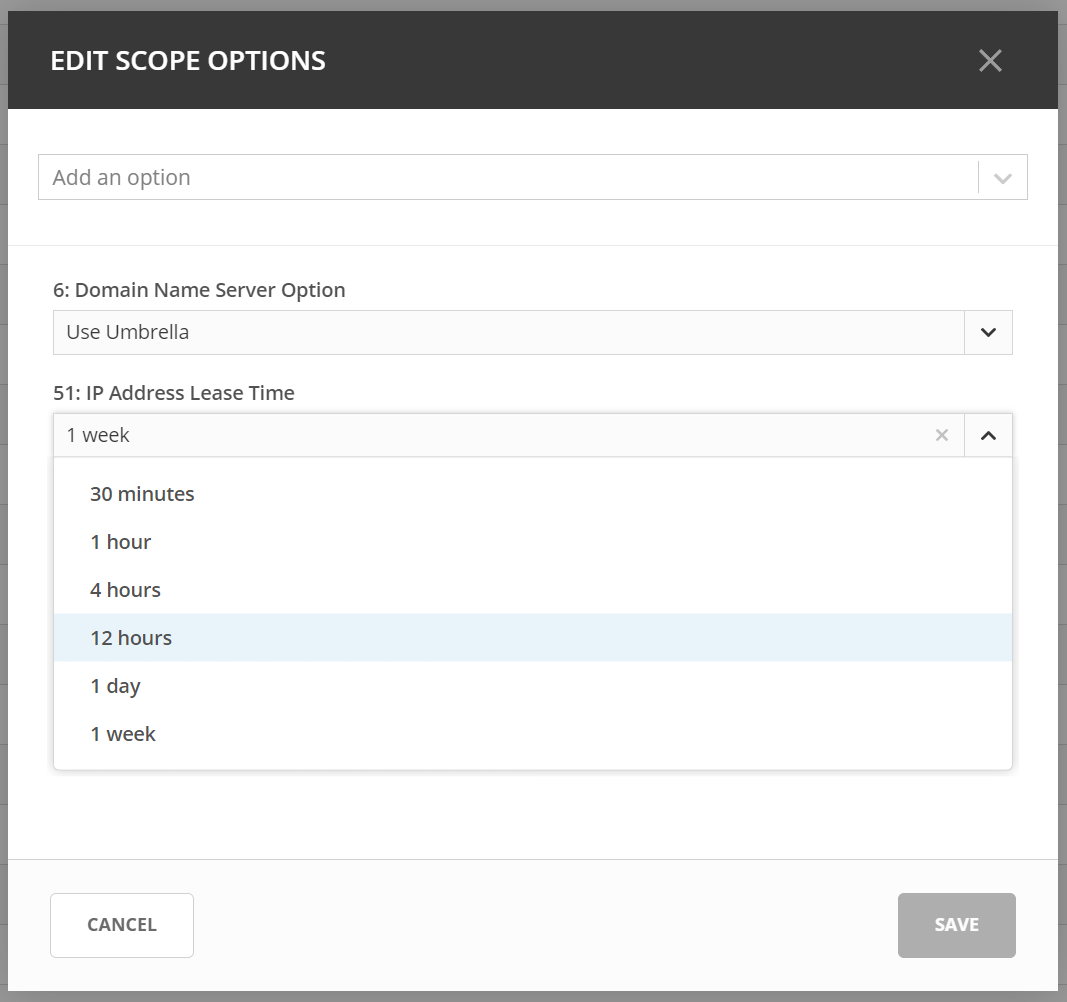 EDIT SCOPE OPTIONS
Add an option
6: Domain Name Server Option
Use Umbrella
51: IP Address Lease Time
1 week
30 minutes
1 hour
4 hours
12 hours
1 day
1 week
CANCEL
SAVE